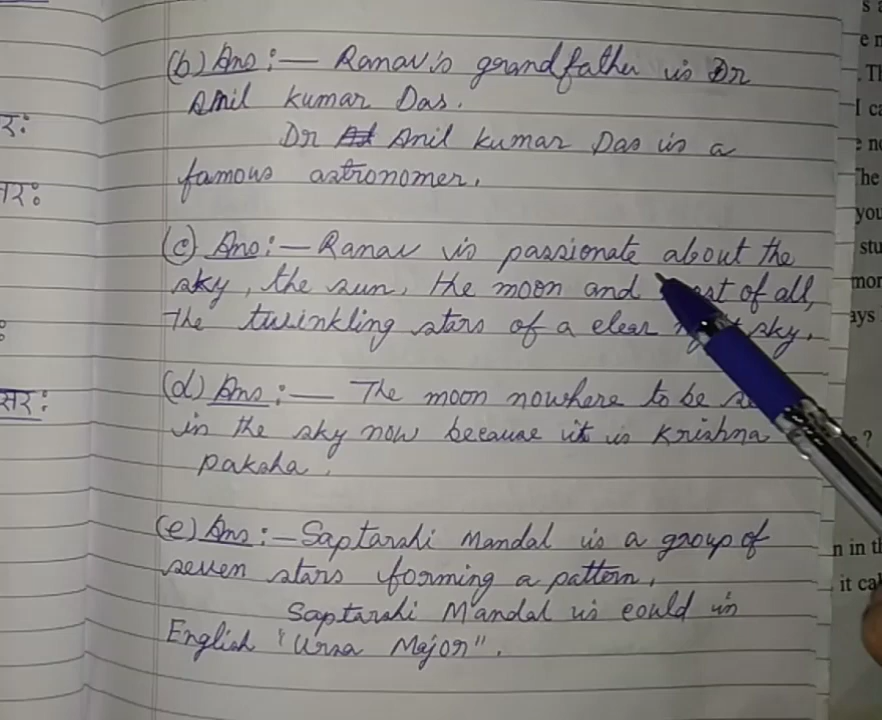 (b) Ans :— Ranav is grandfather is Dr
Anil kumar Das.
Dr Anil kumar Das is a
famous astronomer.
(c) Ans :— Ranav is passionate about the
sky, the sun, the moon and of all,
the twinkling stars of a clear sky.
(d) Ans :— The moon nowhere to be
in the sky now because it is Krishna
paksha.
(e) Ans :— Saptarshi Mandal is a group of
seven stars forming a pattern.
Saptarshi Mandal is could in
English "Ursa Major".